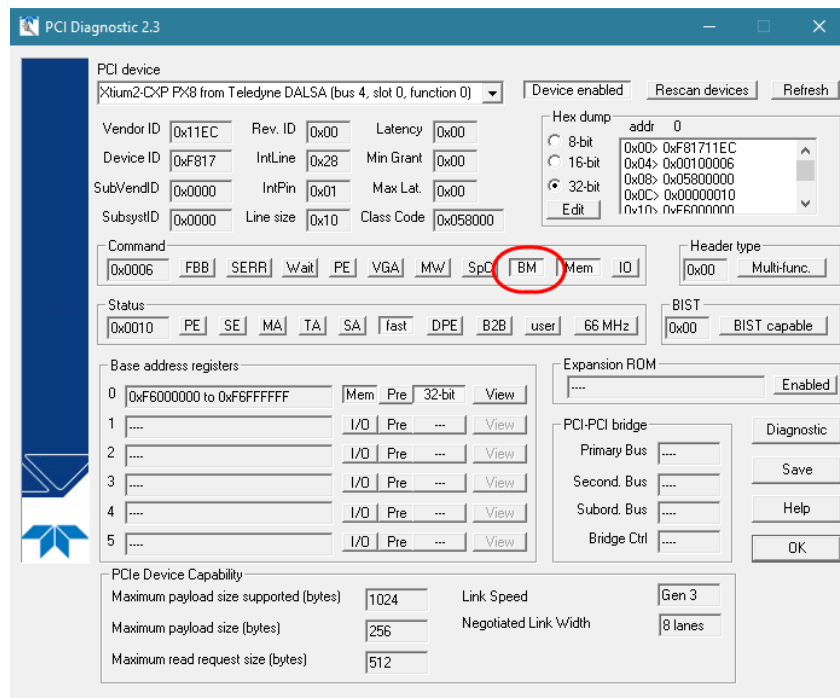 PCI Diagnostic 2.3
PCI device
Xtium2-CXP PX8 from Teledyne DALSA (bus 4, slot 0, function 0) Device enabled Rescan devices Refresh
Vendor ID 0x11EC Rev. ID 0x00 Latency 0x00
Device ID 0xF817 IntLine 0x28 Min Grant 0x00
SubVendID 0x0000 IntPin 0x01 Max Lat. 0x00
SubsystID 0x0000 Line size 0x10 Class Code 0x058000
Hex dump
addr 0
8-bit
16-bit
32-bit
Edit
0x00> 0xF81711EC
0x04> 0x00100006
0x08> 0x05800000
0x0C> 0x00000010
0x10> 0xF6000000
Command
0x0006 FBB SERR Wait PE VGA MW SpC BM Mem IO
Header type
0x00 Multi-func.
Status
0x0010 PE SE MA TA SA fast DPE B2B user 66 MHz
BIST
0x00 BIST capable
Base address registers
0 0xF6000000 to 0xF6FFFFFF Mem Pre 32-bit View
1 ---- I/O Pre --- View
2 ---- I/O Pre --- View
3 ---- I/O Pre --- View
4 ---- I/O Pre --- View
5 ---- I/O Pre --- View
Expansion ROM
---- Enabled
PCI-PCI bridge
Primary Bus ----
Second. Bus ----
Subord. Bus ----
Bridge Ctrl ----
Diagnostic
Save
Help
OK
PCIe Device Capability
Maximum payload size supported (bytes) 1024 Link Speed Gen 3
Maximum payload size (bytes) 256 Negotiated Link Width 8 lanes
Maximum read request size (bytes) 512